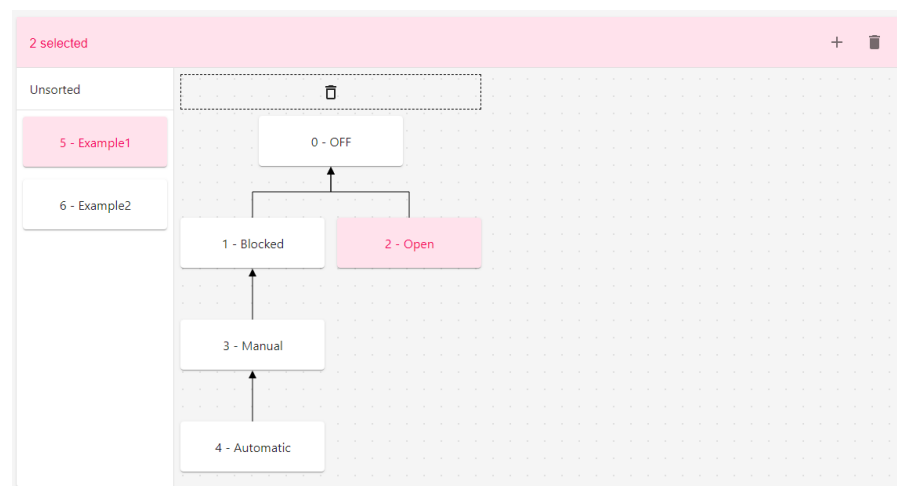 2 selected
Unsorted
5 - Example1
6 - Example2
0 - OFF
1 - Blocked
2 - Open
3 - Manual
4 - Automatic